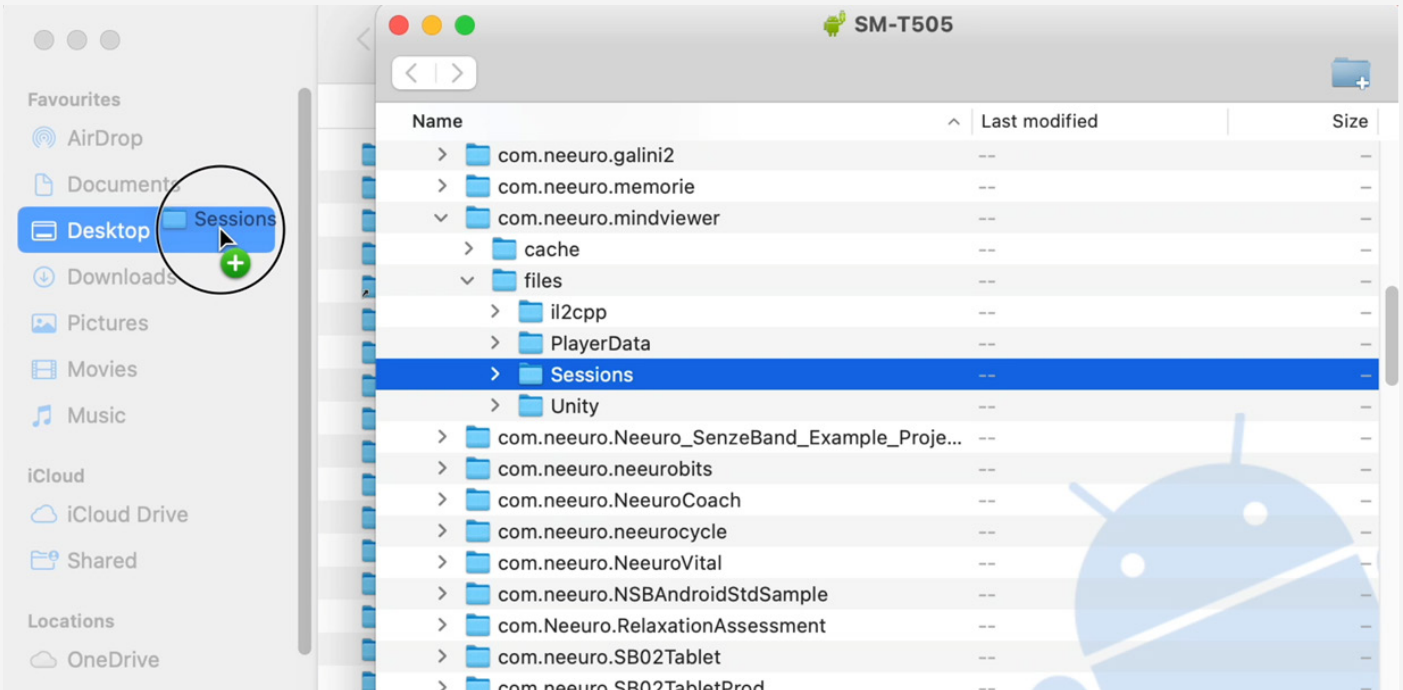 Favourites
AirDrop
Documents
Desktop
Sessions
Downloads
Pictures
Movies
Music
iCloud
iCloud Drive
Shared
Locations
OneDrive
SM-T505
Name Last modified Size
com.neeuro.galini2 -- --
com.neeuro.memorie -- --
com.neeuro.mindviewer -- --
cache -- --
files -- --
il2cpp -- --
PlayerData -- --
Sessions -- --
Unity -- --
com.neeuro.Neeuro_SenzeBand_Example_Proje... -- --
com.neeuro.neeurobits -- --
com.neeuro.NeeuroCoach -- --
com.neeuro.neeurocycle -- --
com.neeuro.NeeuroVital -- --
com.neeuro.NSBAndroidStdSample -- --
com.Neeuro.RelaxationAssessment -- --
com.neeuro.SB02Tablet -- --
com.neeuro.SB02TabletProd